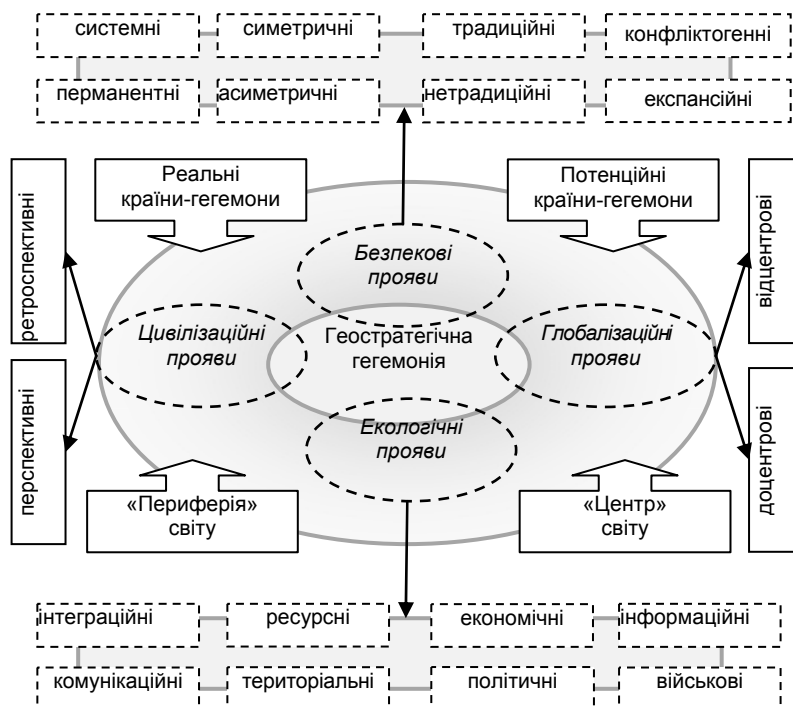 системні симетричні традиційні конфліктогенні
перманентні асиметричні нетрадиційні експансійні
Реальні
країни-гегемони
Потенційні
країни-гегемони
ретроспективні
відцентрові
Безпекові
прояви
Цивілізаційні
прояви
Геостратегічна
гегемонія
Глобалізаційні
прояви
Екологічні
прояви
перспективні
доцентрові
«Периферія»
світу
«Центр»
світу
інтеграційні ресурсні економічні інформаційні
комунікаційні територіальні політичні військові